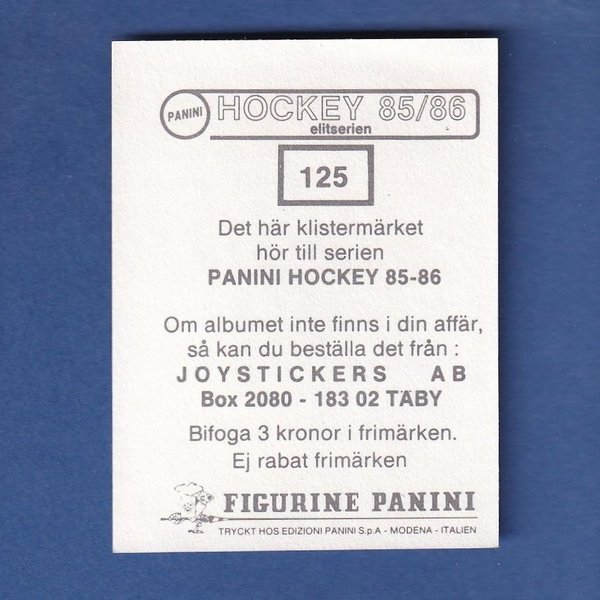 PANINI HOCKEY 85/86
elitserien
125
Det här klistermärket
hör till serien
PANINI HOCKEY 85-86
Om albumet inte finns i din affär,
så kan du beställa det från :
JOYSTICKERS AB
Box 2080 - 183 02 TÄBY
Bifoga 3 kronor i frimärken.
Ej rabat frimärken
FIGURINE PANINI
TRYCKT HOS EDIZIONI PANINI S.p.A - MODENA - ITALIEN